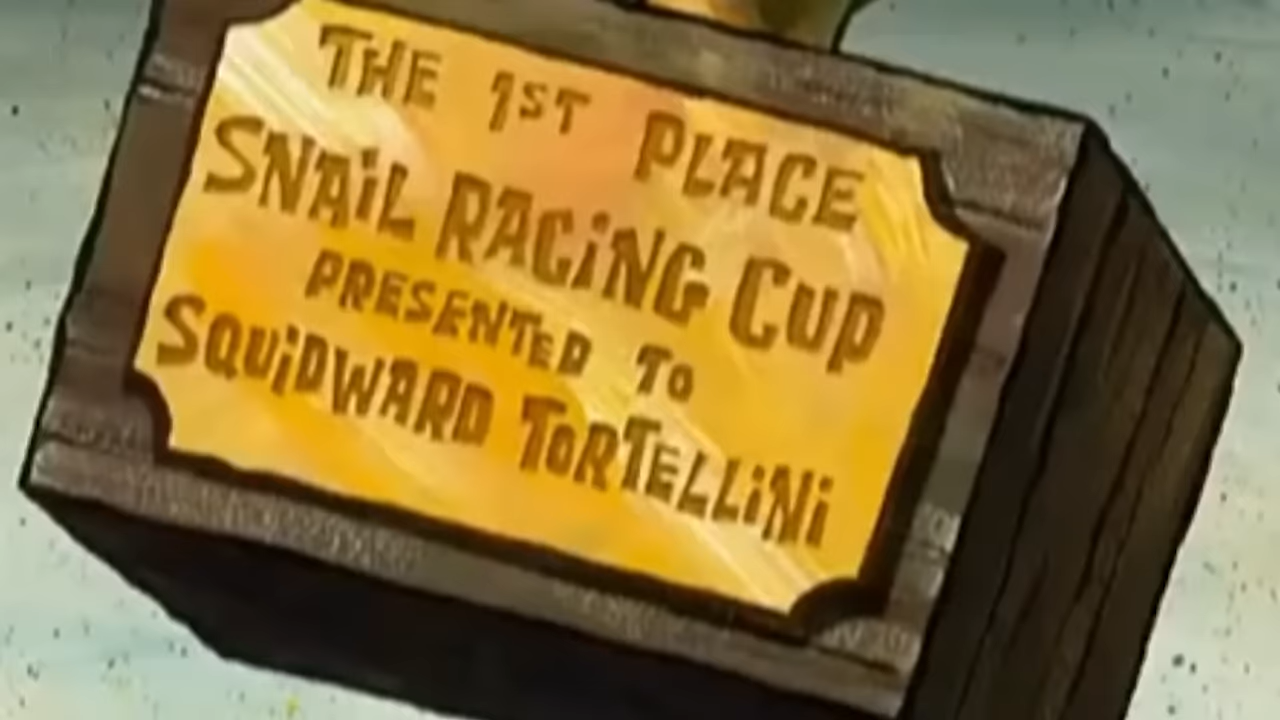 THE 1ST PLACE
SNAiL RACiNG CUP
PRESENTED TO
SQUiDWARD TORTELLiNi